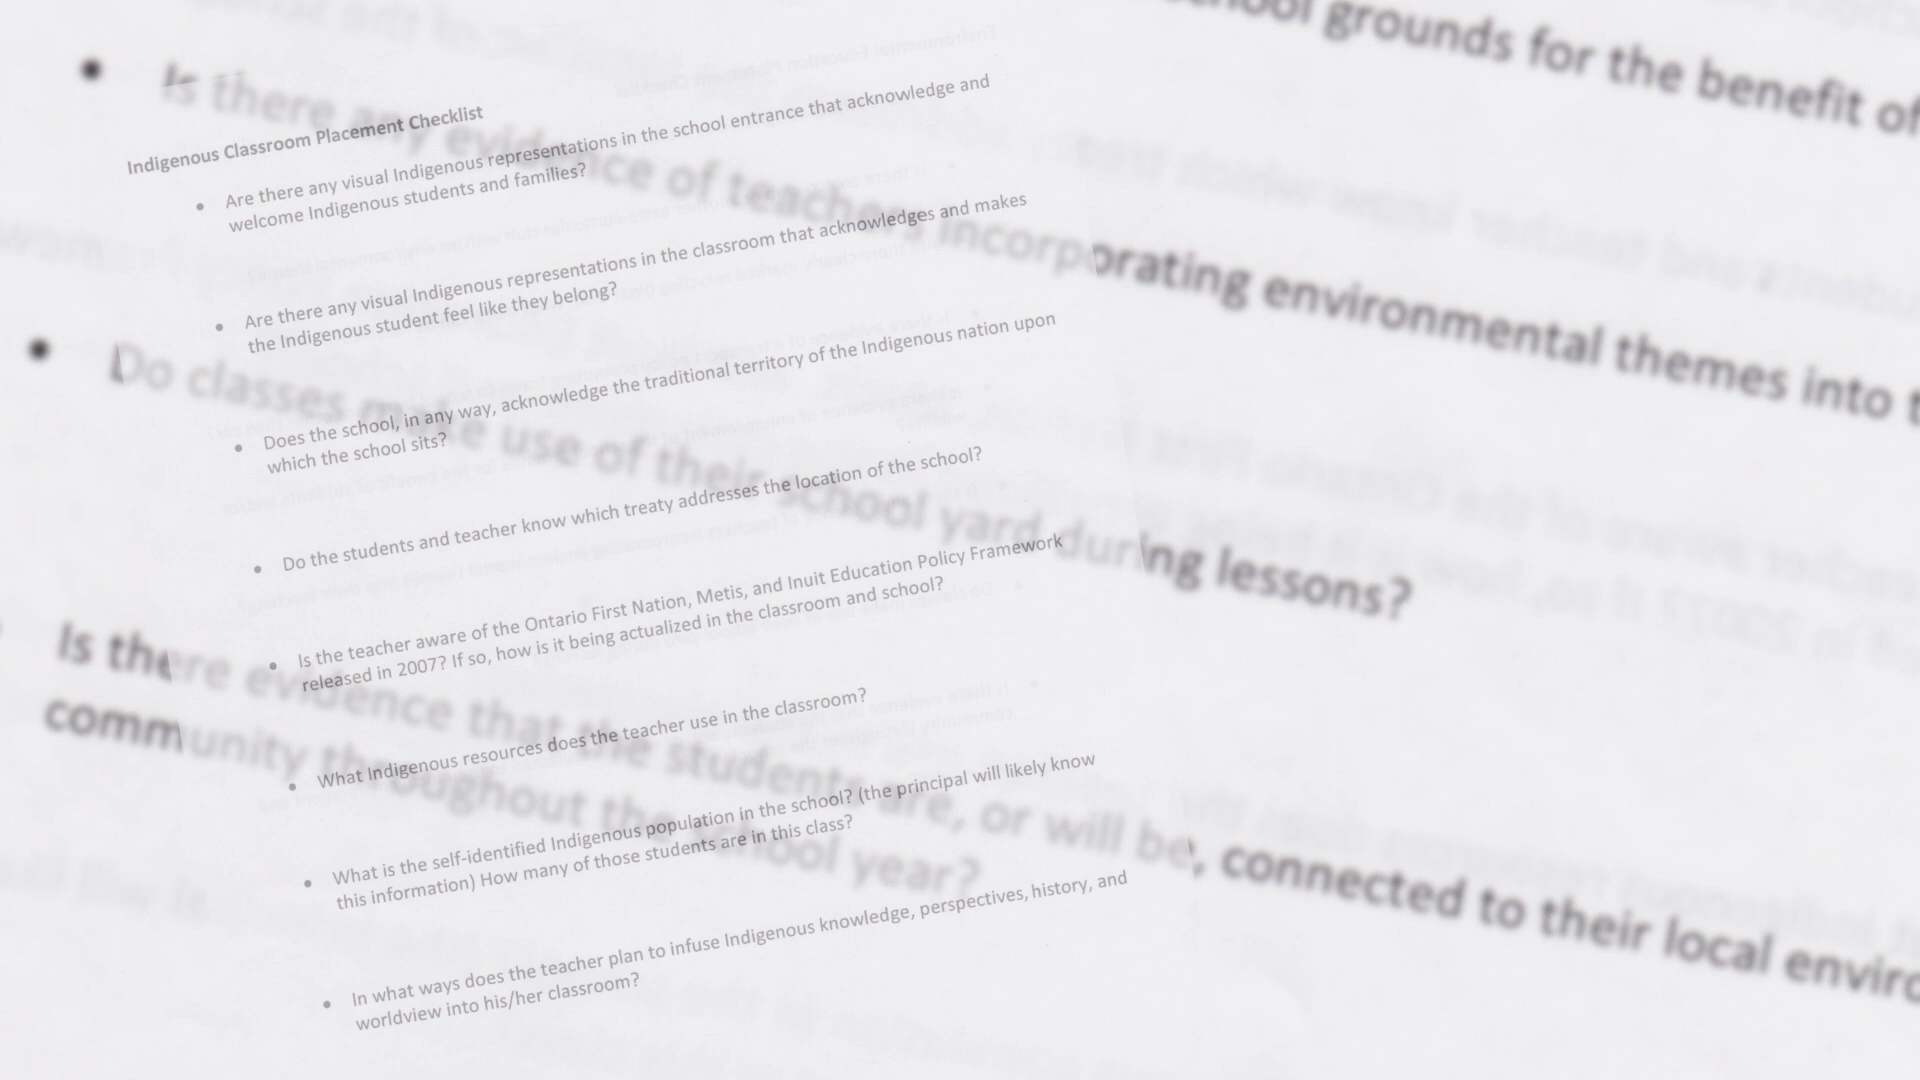 Indigenous Classroom Placement Checklist
• Are there any visual Indigenous representations in the school entrance that acknowledge and
welcome Indigenous students and families?
• Are there any visual Indigenous representations in the classroom that acknowledges and makes
the Indigenous student feel like they belong?
• Does the school, in any way, acknowledge the traditional territory of the Indigenous nation upon
which the school sits?
• Do the students and teacher know which treaty addresses the location of the school?
• Is the teacher aware of the Ontario First Nation, Metis, and Inuit Education Policy Framework
released in 2007? If so, how is it being actualized in the classroom and school?
• What Indigenous resources does the teacher use in the classroom?
• What is the self-identified Indigenous population in the school? (the principal will likely know
this information) How many of those students are in this class?
• In what ways does the teacher plan to infuse Indigenous knowledge, perspectives, history, and
worldview into his/her classroom?
school grounds for the benefit of
• Is there any evidence of teachers incorporating environmental themes into
• Do classes make use of their school yard during lessons?
Is there evidence that the students are, or will be, connected to their local
community throughout the school year?